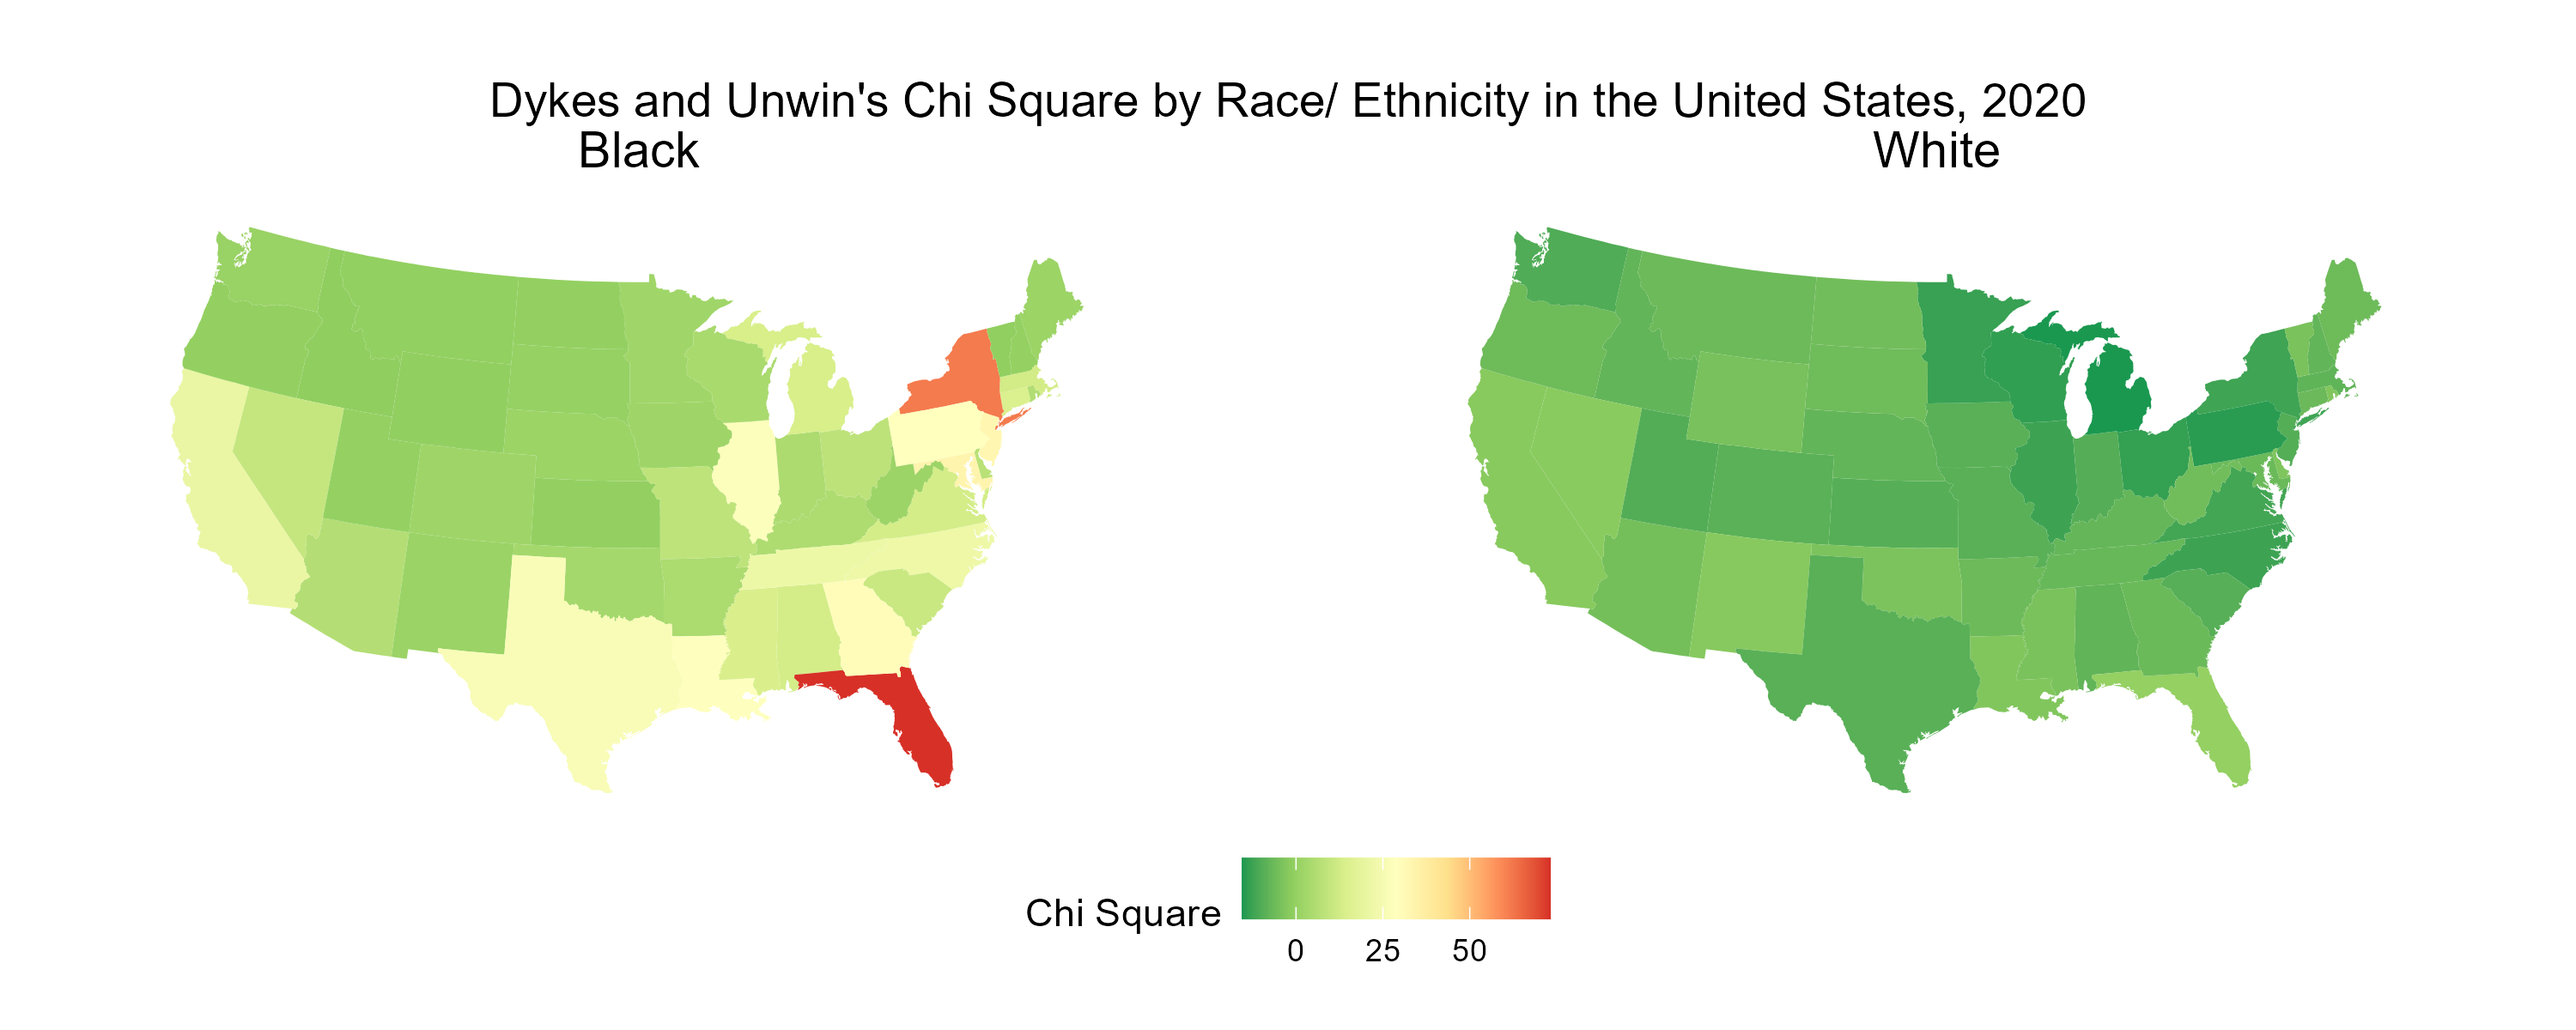 Dykes and Unwin's Chi Square by Race/ Ethnicity in the United States, 2020
Black White
Chi Square
0 25 50